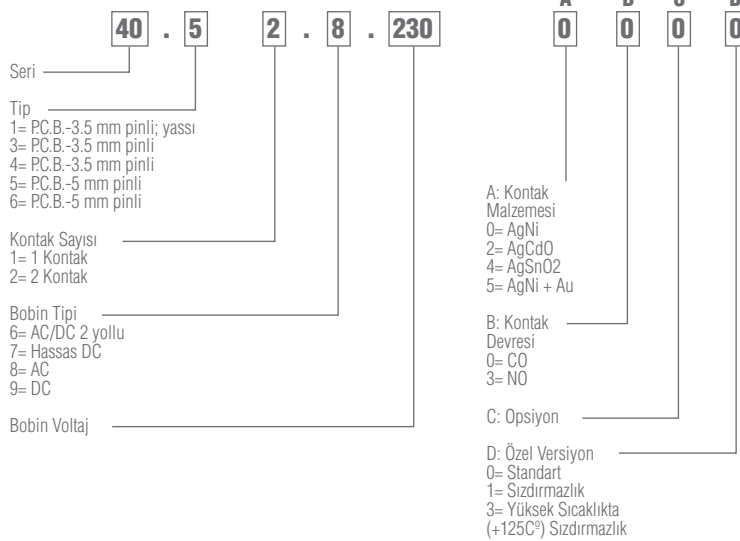 A B C D
40 . 5 2 . 8 . 230 0 0 0 0
Seri
Tip
1= P.C.B.-3.5 mm pinli; yassı
3= P.C.B.-3.5 mm pinli
4= P.C.B.-3.5 mm pinli
5= P.C.B.-5 mm pinli
6= P.C.B.-5 mm pinli
Kontak Sayısı
1= 1 Kontak
2= 2 Kontak
Bobin Tipi
6= AC/DC 2 yollu
7= Hassas DC
8= AC
9= DC
Bobin Voltaj
A: Kontak
Malzemesi
0= AgNi
2= AgCdO
4= AgSnO2
5= AgNi + Au
B: Kontak
Devresi
0= CO
3= NO
C: Opsiyon
D: Özel Versiyon
0= Standart
1= Sızdırmazlık
3= Yüksek Sıcaklıkta
(+125Cº) Sızdırmazlık